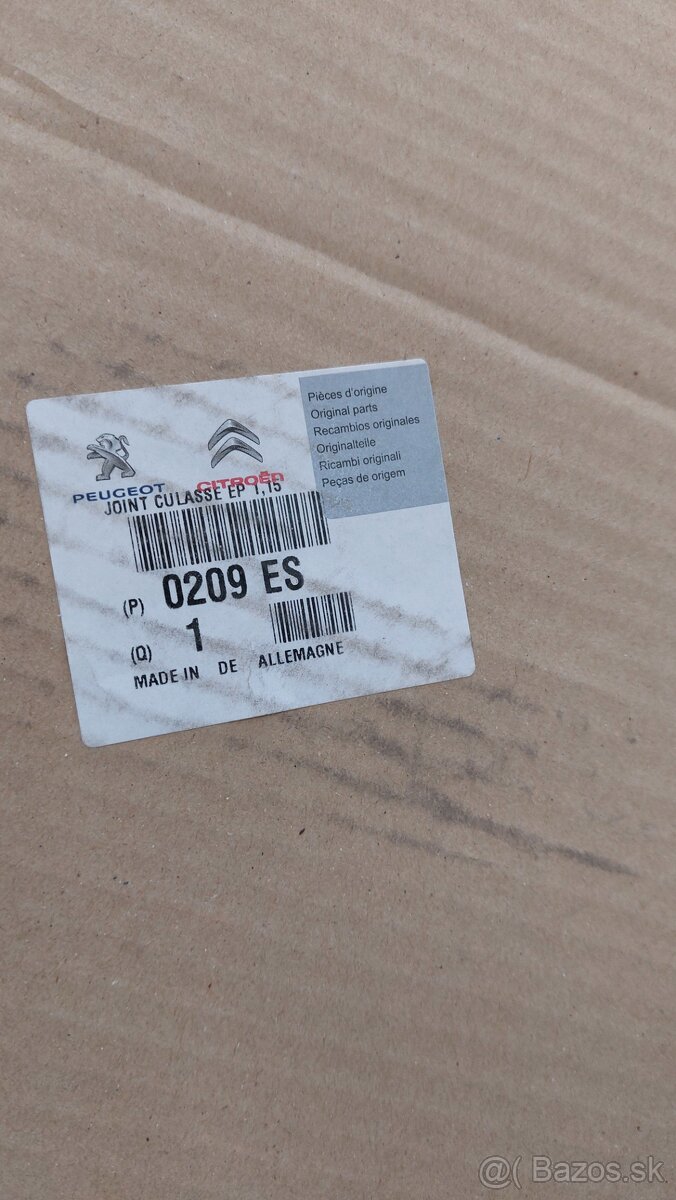 Pièces d'origine
Original parts
Recambios originales
Originalteile
Ricambi originali
Peças de origem
PEUGEOT
CITROËN
JOINT CULASSE EP 1,15
(P) 0209 ES
(Q) 1
MADE IN DE ALLEMAGNE
@( Bazos.sk